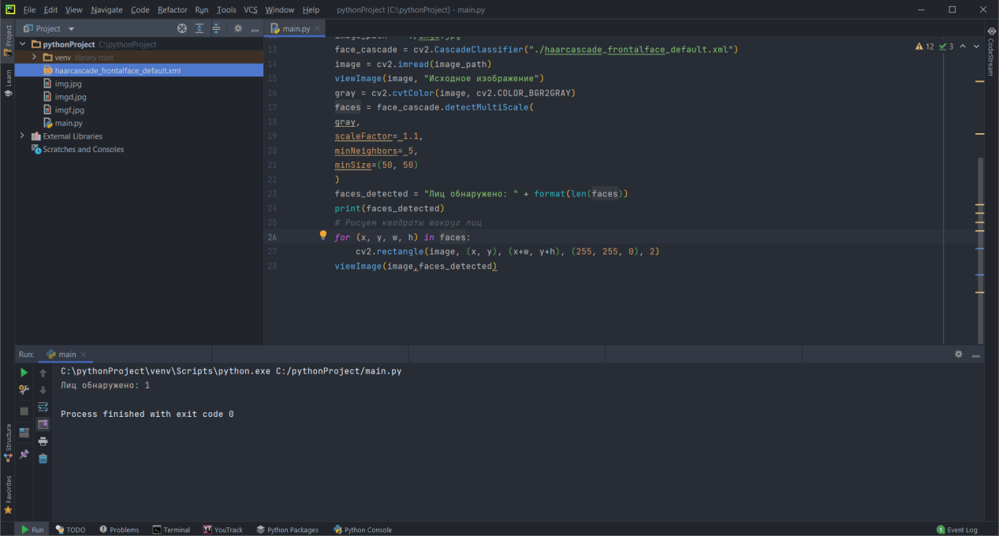 PC File Edit View Navigate Code Refactor Run Tools VCS Window Help pythonProject [C:\pythonProject] - main.py
Project main.py
pythonProject C:\pythonProject
venv library root
haarcascade_frontalface_default.xml
img.jpg
imgd.jpg
imgf.jpg
main.py
External Libraries
Scratches and Consoles
Project
Learn
Structure
Favorites
13 face_cascade = cv2.CascadeClassifier("./haarcascade_frontalface_default.xml")
14 image = cv2.imread(image_path)
15 viewImage(image, "Исходное изображение")
16 gray = cv2.cvtColor(image, cv2.COLOR_BGR2GRAY)
17 faces = face_cascade.detectMultiScale(
18 gray,
19 scaleFactor= 1.1,
20 minNeighbors= 5,
21 minSize=(50, 50)
22 )
23 faces_detected = "Лиц обнаружено: " + format(len(faces))
24 print(faces_detected)
25 # Рисуем квадраты вокруг лиц
26 for (x, y, w, h) in faces:
27 cv2.rectangle(image, (x, y), (x+w, y+h), (255, 255, 0), 2)
28 viewImage(image,faces_detected)
12 3
CodeStream
Run: main
C:\pythonProject\venv\Scripts\python.exe C:/pythonProject/main.py
Лиц обнаружено: 1
Process finished with exit code 0
Run TODO Problems Terminal YT YouTrack Python Packages Python Console 1 Event Log